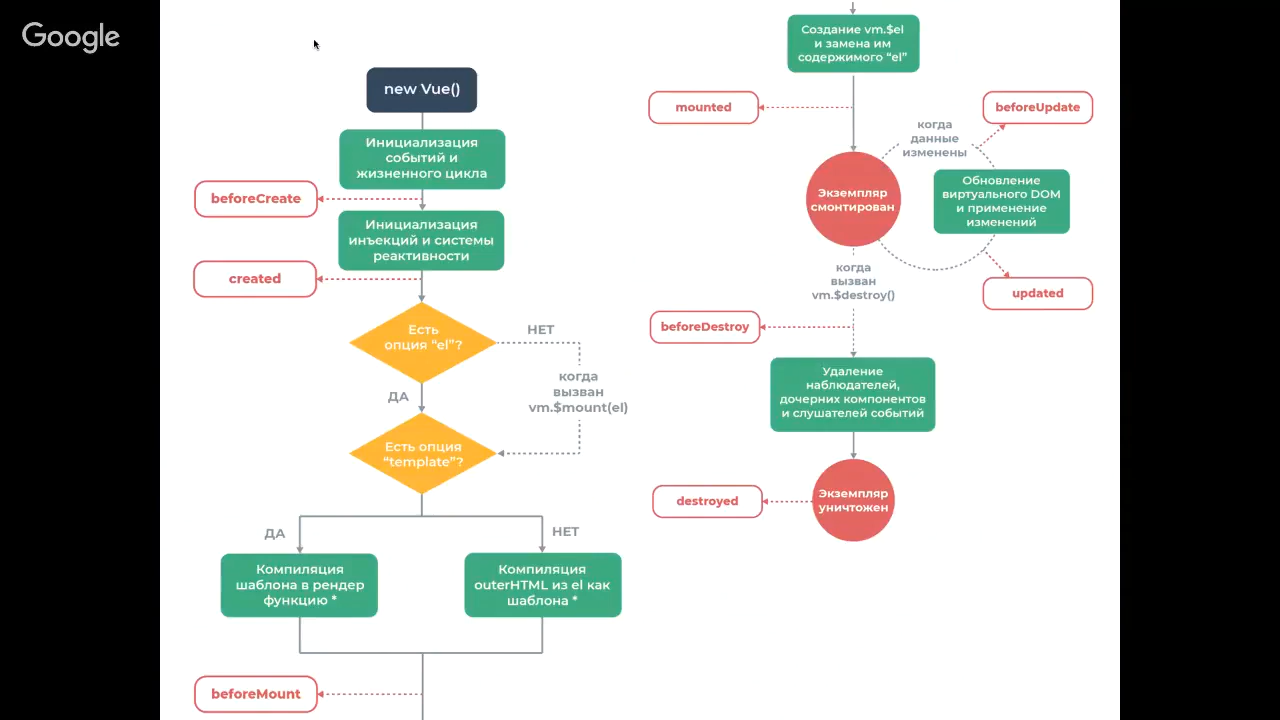 Google
new Vue()
Инициализация
событий и
жизненного цикла
beforeCreate
Инициализация
инъекций и системы
реактивности
created
Есть
опция “el”?
НЕТ
когда
вызван
vm.$mount(el)
ДА
Есть опция
“template”?
ДА
НЕТ
Компиляция
шаблона в рендер
функцию *
Компиляция
outerHTML из el как
шаблона *
beforeMount
Создание vm.$el
и замена им
содержимого “el”
mounted
beforeUpdate
когда
данные
изменены
Экземпляр
смонтирован
Обновление
виртуального DOM
и применение
изменений
когда
вызван
vm.$destroy()
updated
beforeDestroy
Удаление
наблюдателей,
дочерних компонентов
и слушателей событий
destroyed
Экземпляр
уничтожен